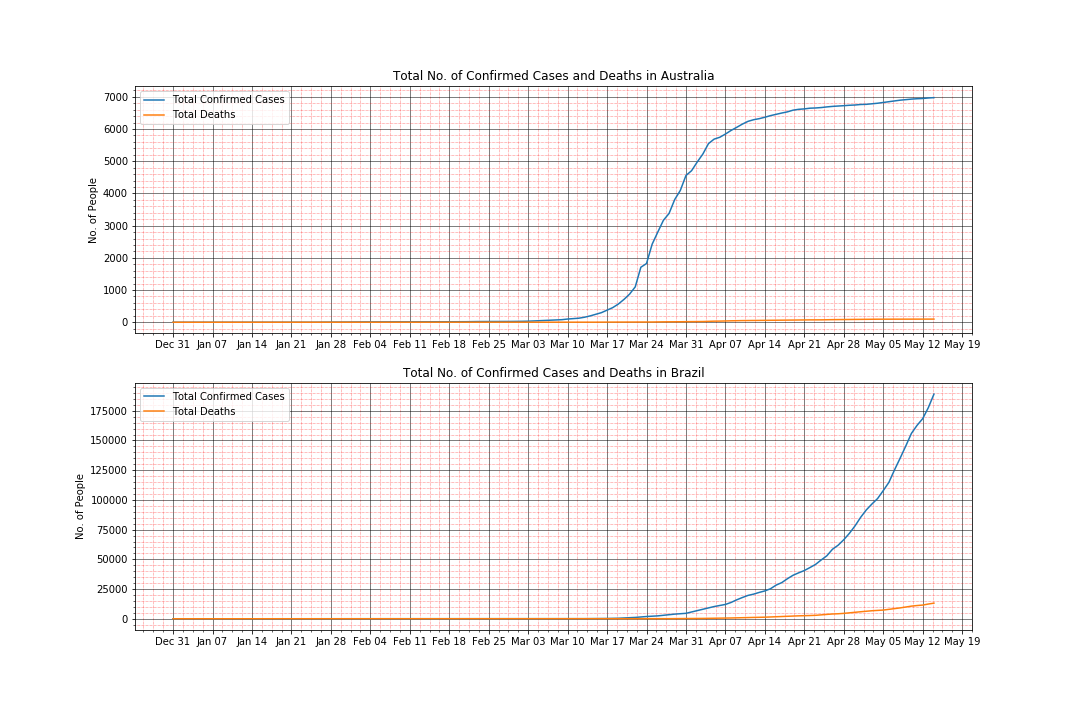 Total No. of Confirmed Cases and Deaths in Australia
Total Confirmed Cases
Total Deaths
No. of People
7000
6000
5000
4000
3000
2000
1000
0
Dec 31 Jan 07 Jan 14 Jan 21 Jan 28 Feb 04 Feb 11 Feb 18 Feb 25 Mar 03 Mar 10 Mar 17 Mar 24 Mar 31 Apr 07 Apr 14 Apr 21 Apr 28 May 05 May 12 May 19
Total No. of Confirmed Cases and Deaths in Brazil
Total Confirmed Cases
Total Deaths
No. of People
175000
150000
125000
100000
75000
50000
25000
0
Dec 31 Jan 07 Jan 14 Jan 21 Jan 28 Feb 04 Feb 11 Feb 18 Feb 25 Mar 03 Mar 10 Mar 17 Mar 24 Mar 31 Apr 07 Apr 14 Apr 21 Apr 28 May 05 May 12 May 19